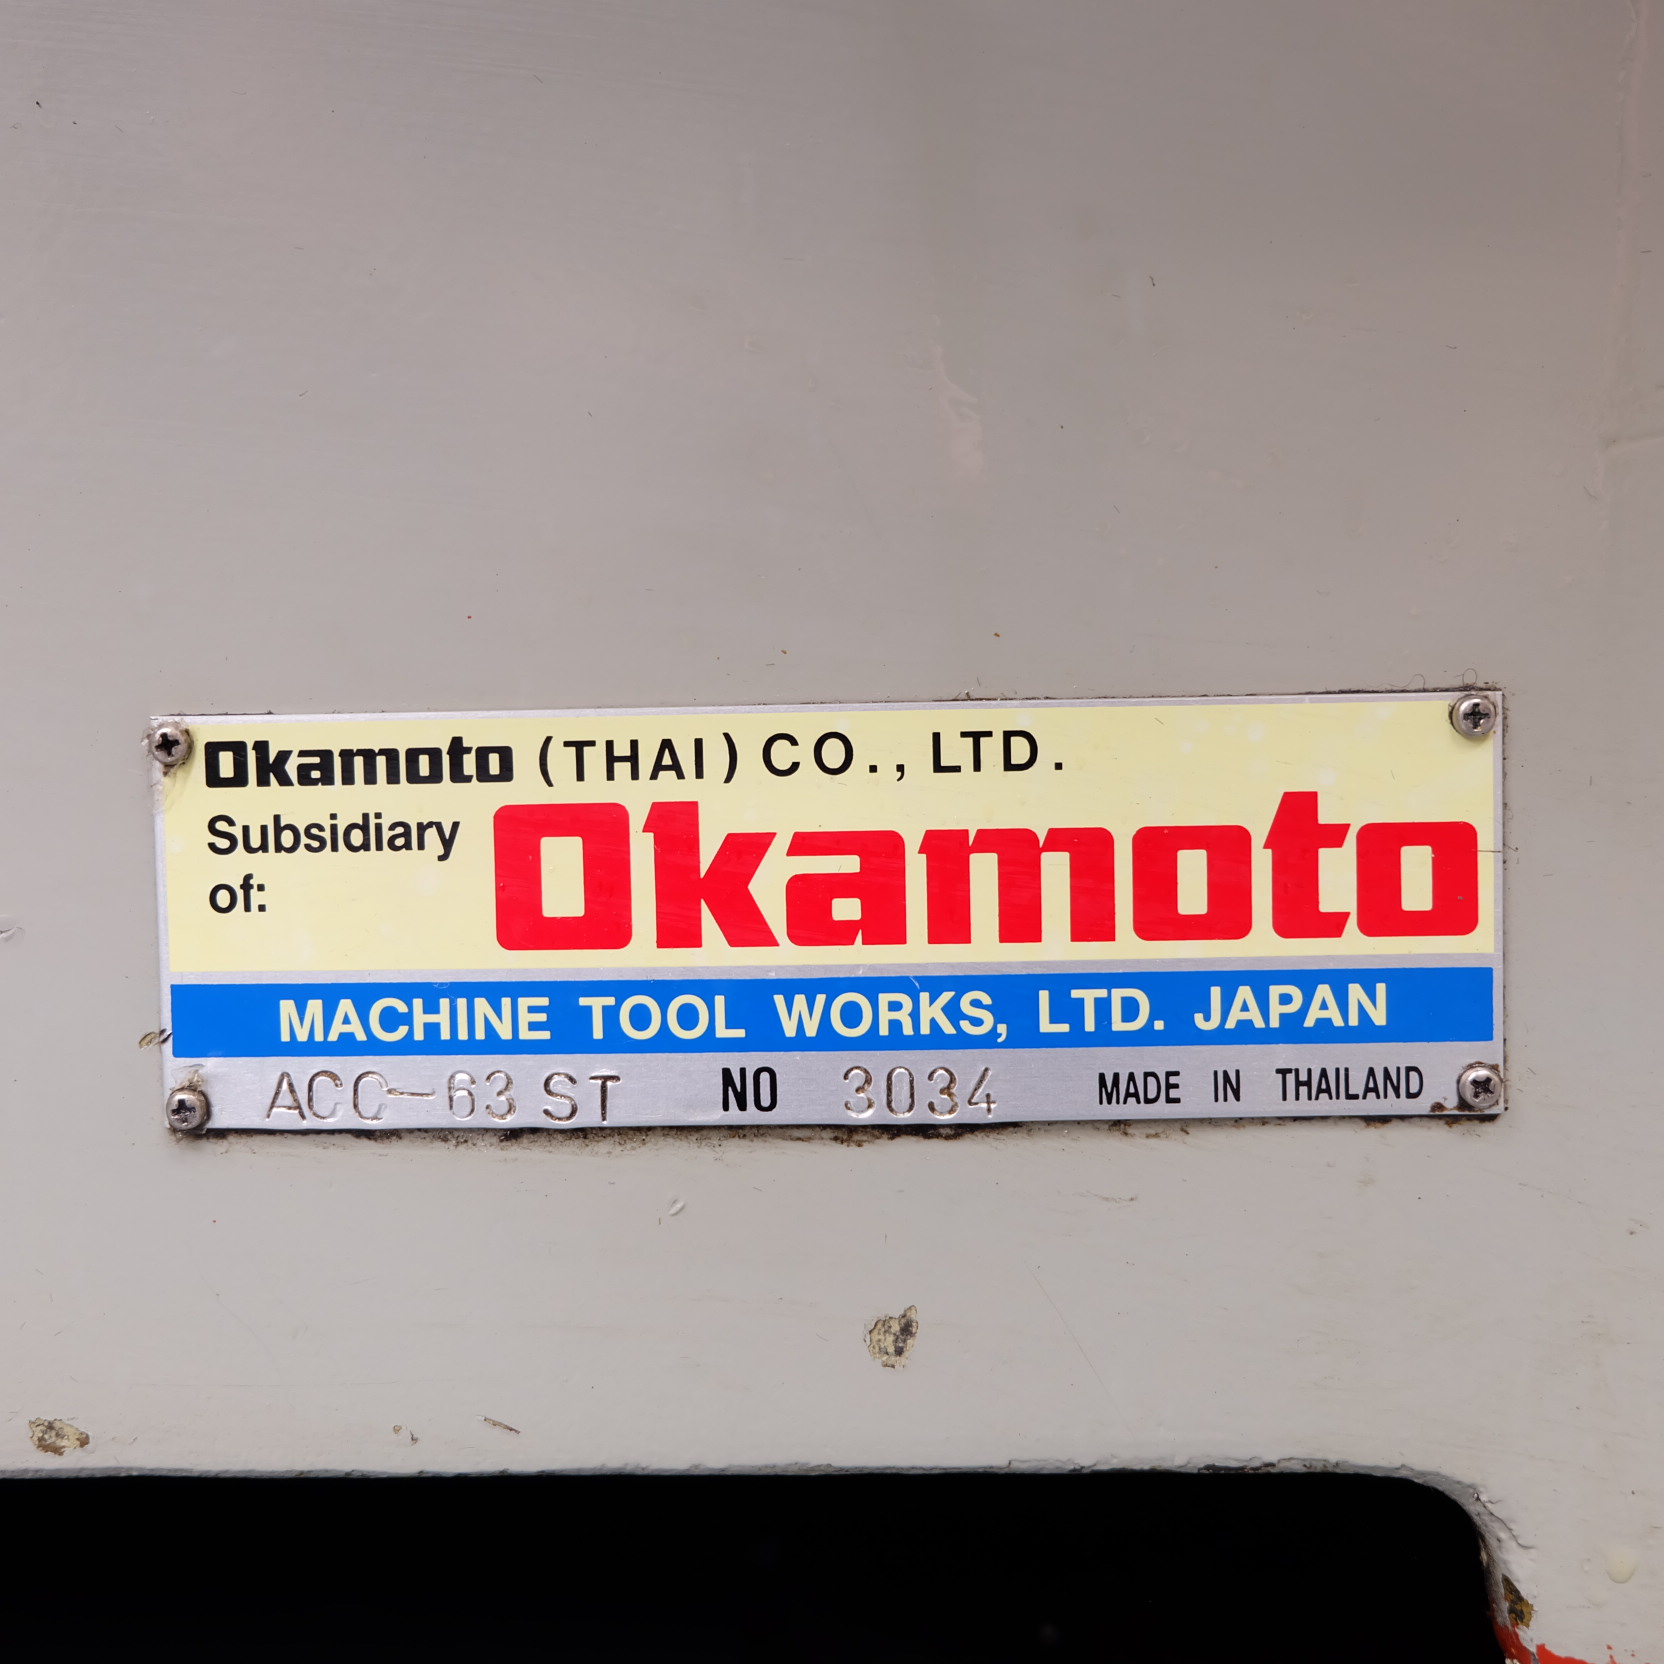 Okamoto (THAI) CO., LTD.
Subsidiary of: Okamoto
MACHINE TOOL WORKS, LTD. JAPAN
ACC-63 ST NO 3034 MADE IN THAILAND